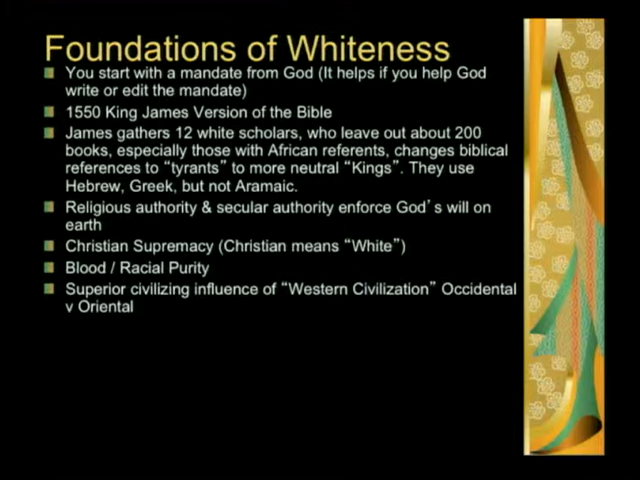 Foundations of Whiteness
You start with a mandate from God (It helps if you help God
write or edit the mandate)
1550 King James Version of the Bible
James gathers 12 white scholars, who leave out about 200
books, especially those with African referents, changes biblical
references to “tyrants” to more neutral “Kings”. They use
Hebrew, Greek, but not Aramaic.
Religious authority & secular authority enforce God’s will on
earth
Christian Supremacy (Christian means “White”)
Blood / Racial Purity
Superior civilizing influence of “Western Civilization” Occidental
v Oriental